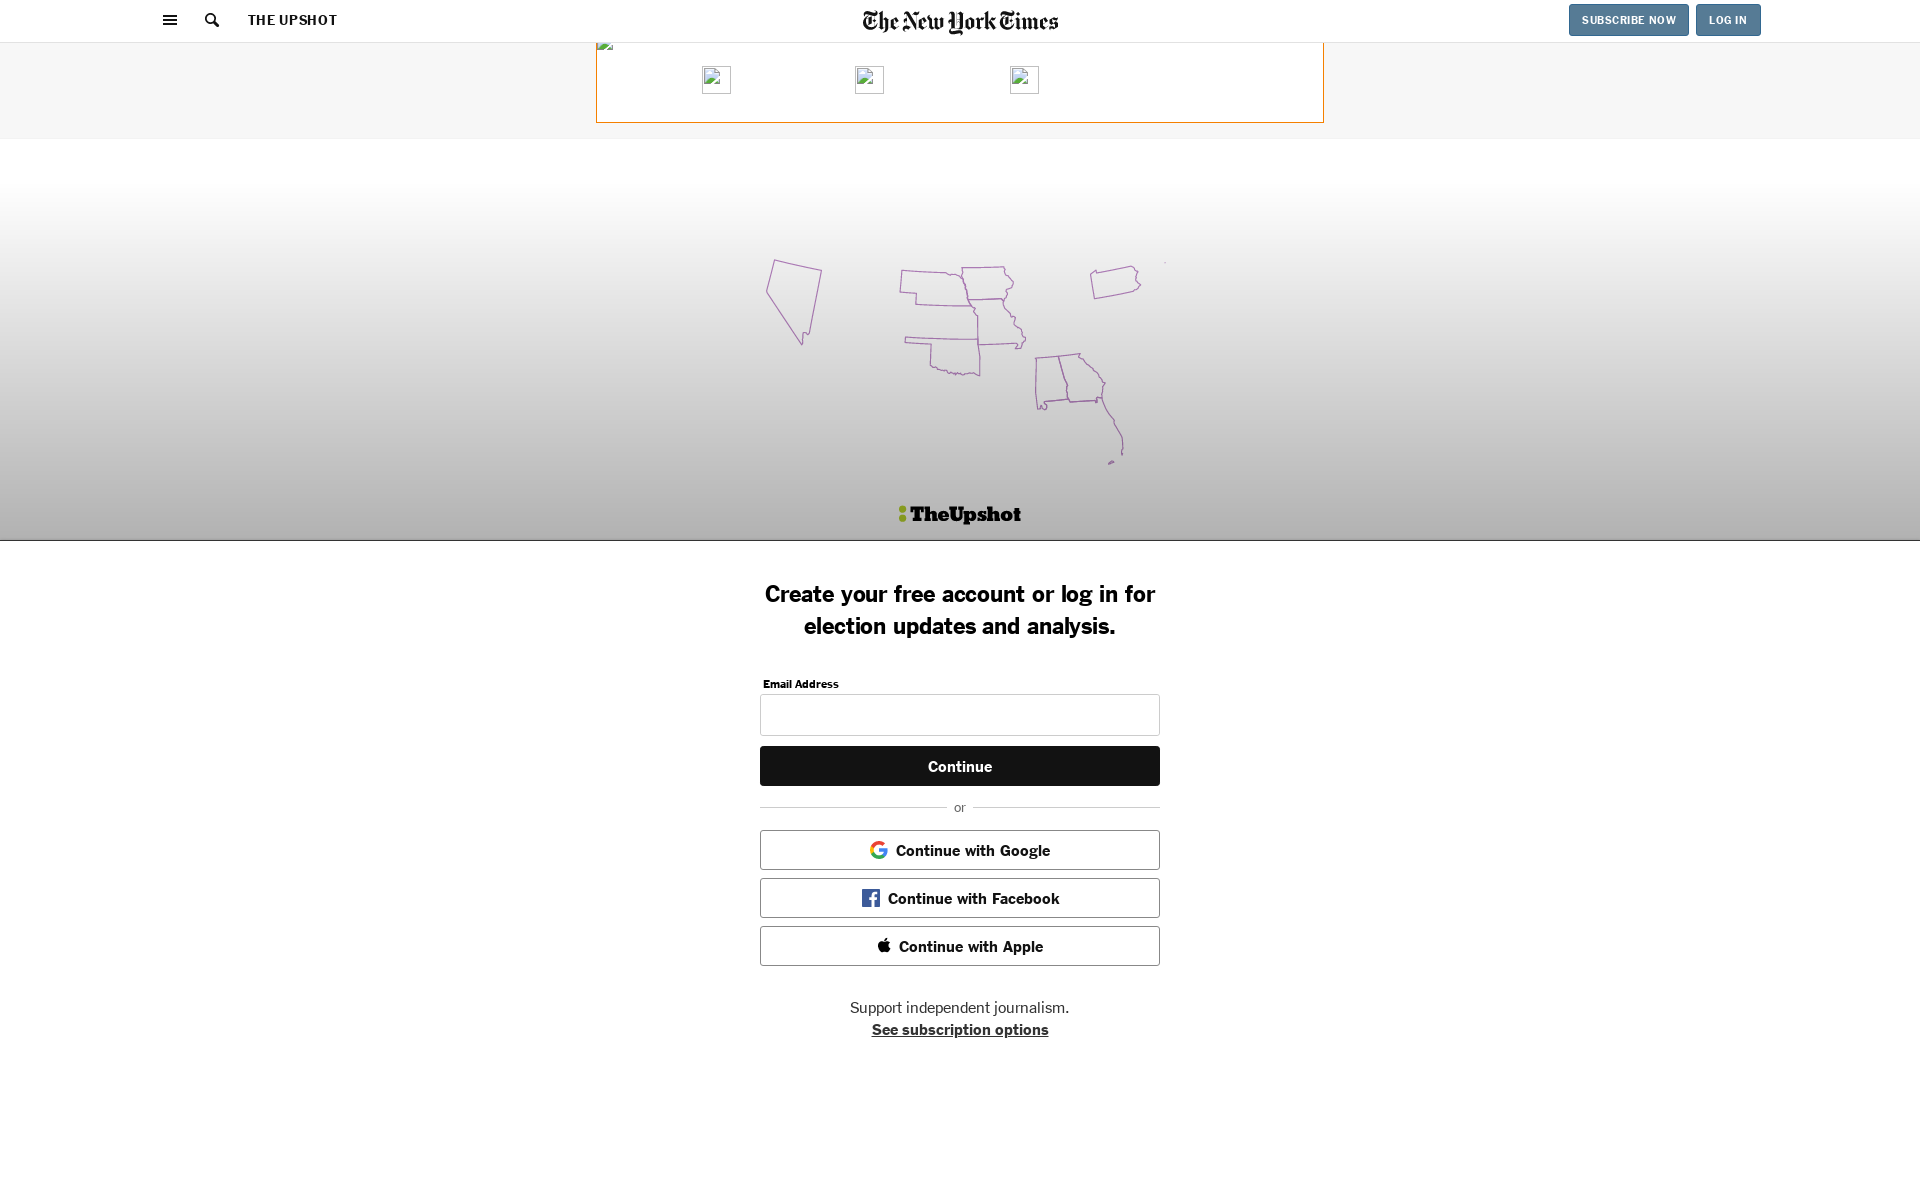 THE UPSHOT
The New York Times
SUBSCRIBE NOW
LOG IN
TheUpshot
Create your free account or log in for
election updates and analysis.
Email Address
Continue
or
Continue with Google
Continue with Facebook
Continue with Apple
Support independent journalism.
See subscription options